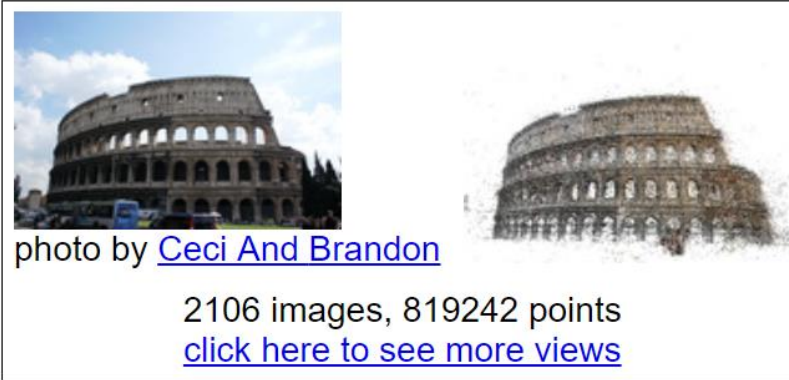 photo by Ceci And Brandon
2106 images, 819242 points
click here to see more views